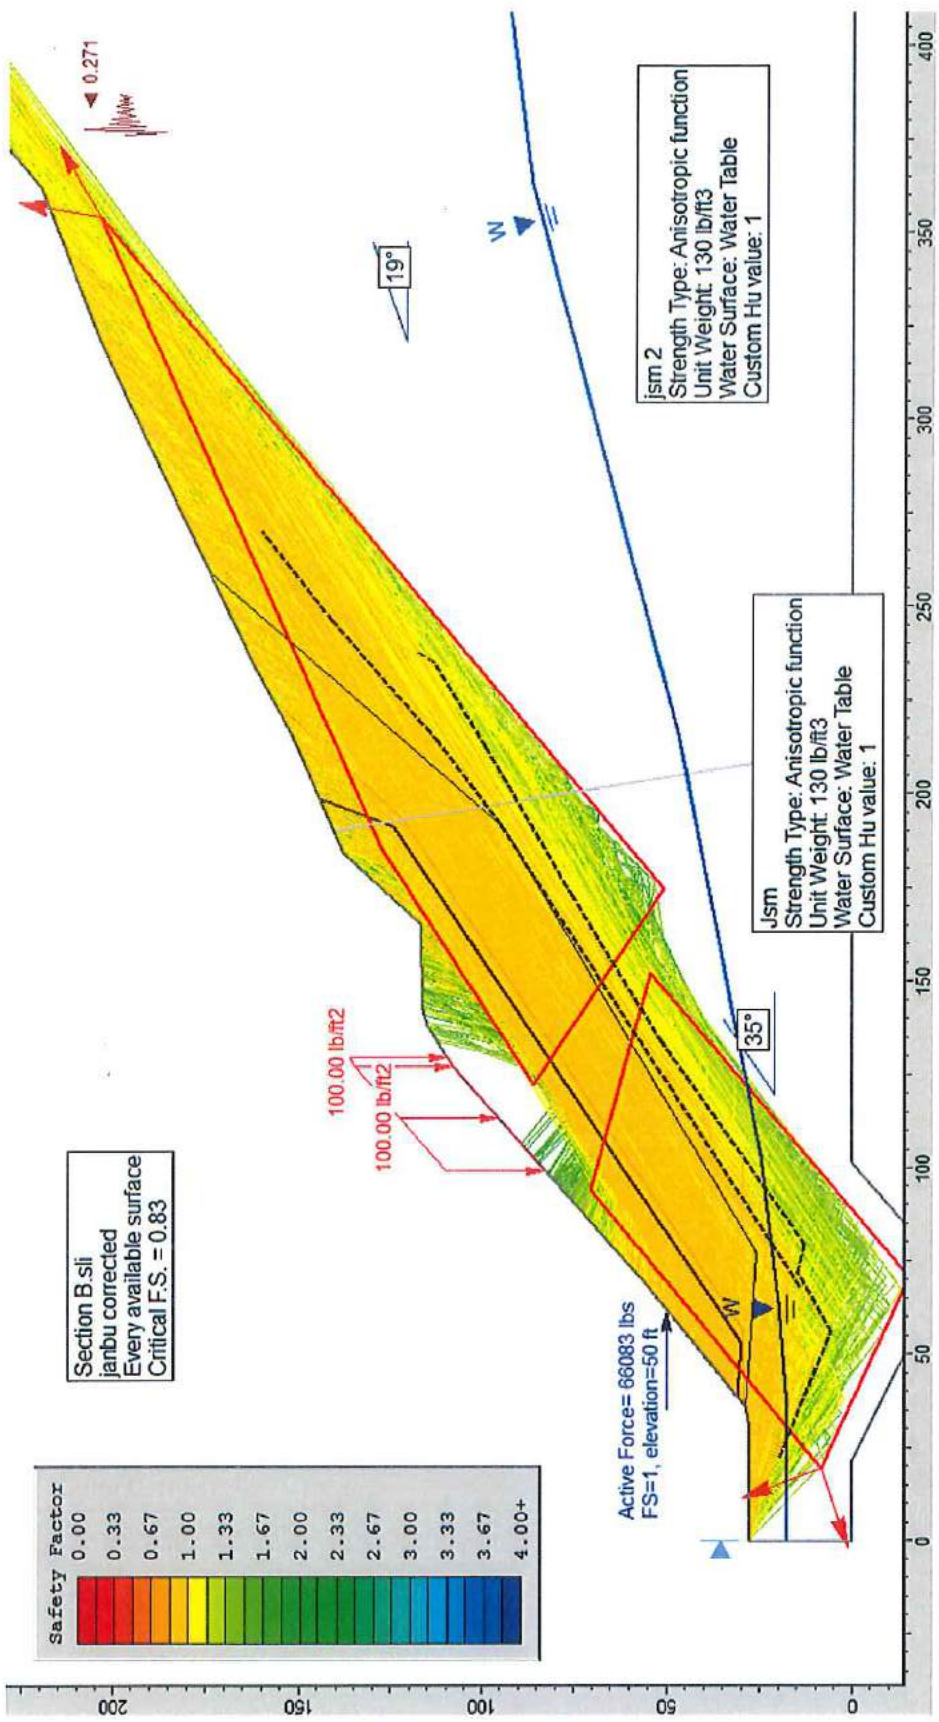 Safety Factor
0.00
0.33
0.67
1.00
1.33
1.67
2.00
2.33
2.67
3.00
3.33
3.67
4.00+
Section B.sli
janbu corrected
Every available surface
Critical F.S. = 0.83
100.00 lb/ft2
100.00 lb/ft2
Active Force= 66083 lbs
FS=1, elevation=50 ft
0.271
19°
35°
W
W
jsm 2
Strength Type: Anisotropic function
Unit Weight: 130 lb/ft3
Water Surface: Water Table
Custom Hu value: 1
Jsm
Strength Type: Anisotropic function
Unit Weight: 130 lb/ft3
Water Surface: Water Table
Custom Hu value: 1
200
150
100
50
0
0
50
100
150
200
250
300
350
400